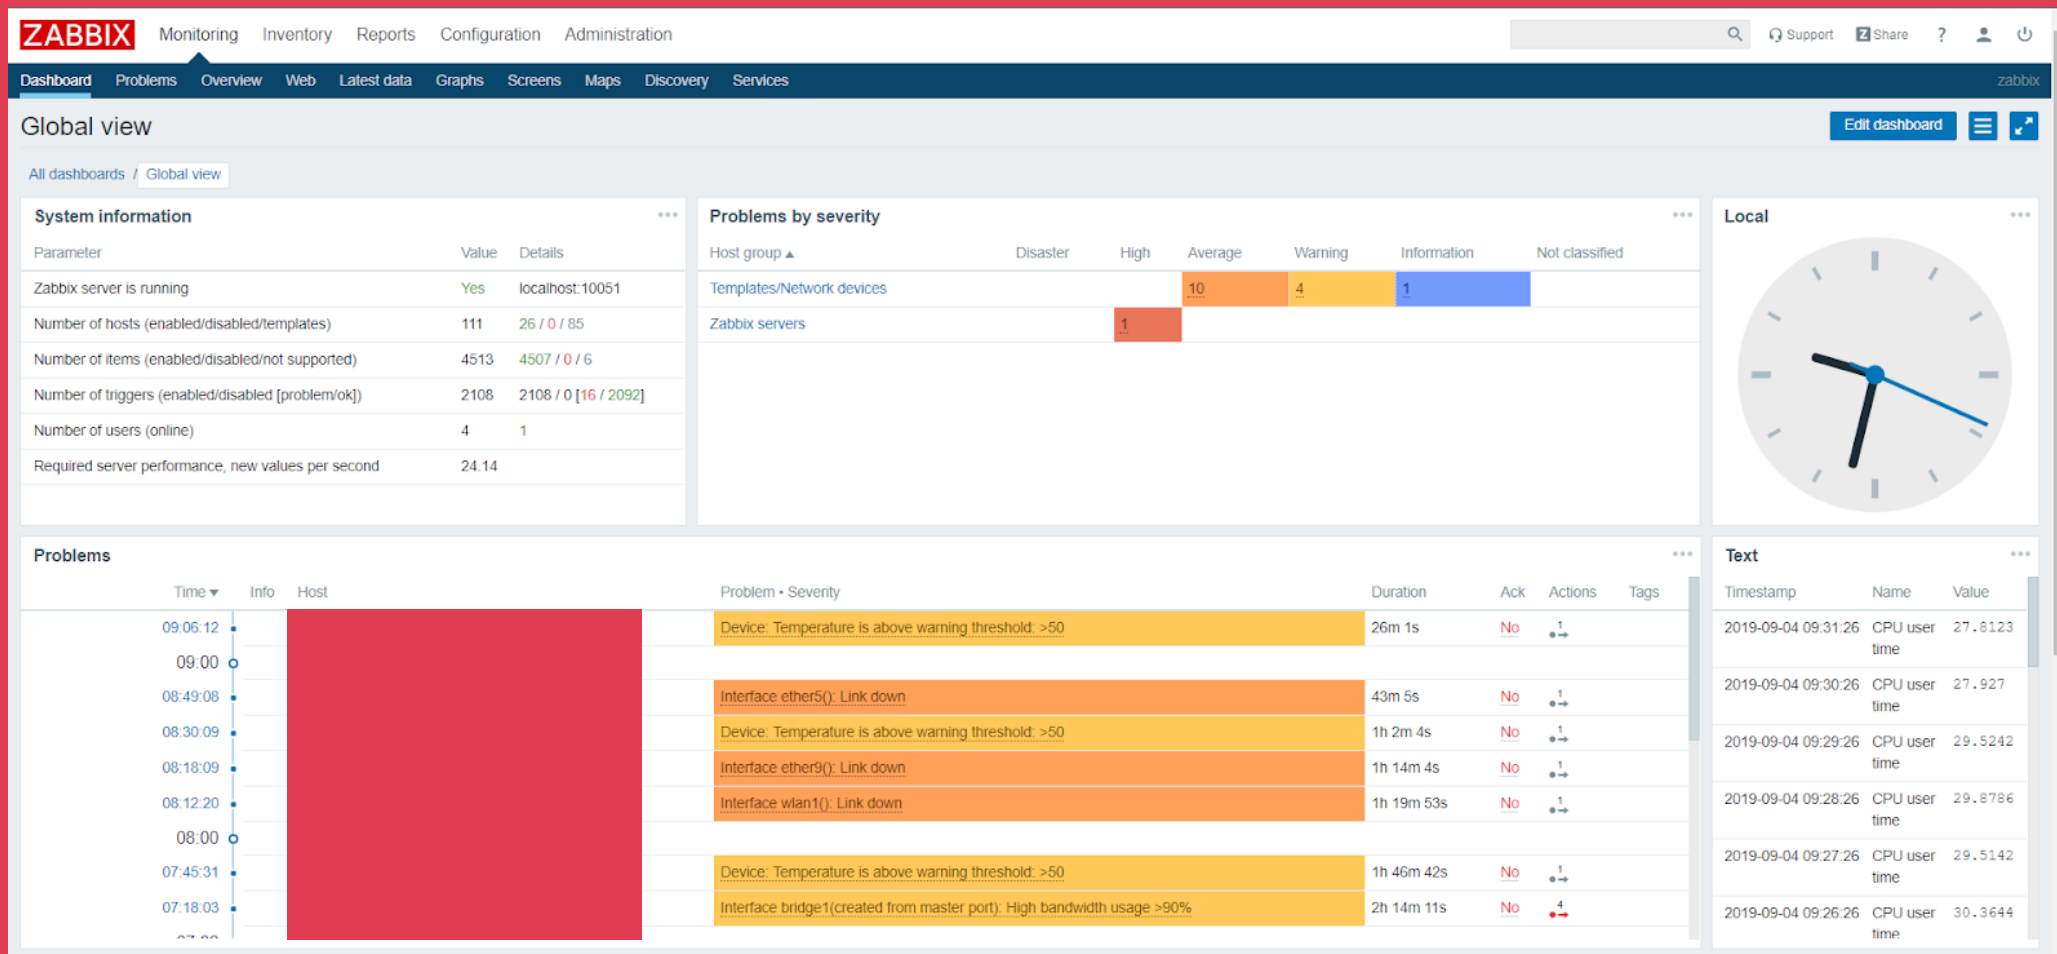 ZABBIX Monitoring Inventory Reports Configuration Administration Support Z Share ?
Dashboard Problems Overview Web Latest data Graphs Screens Maps Discovery Services zabbix
Global view Edit dashboard
All dashboards / Global view
System information
Parameter Value Details
Zabbix server is running Yes localhost:10051
Number of hosts (enabled/disabled/templates) 111 26 / 0 / 85
Number of items (enabled/disabled/not supported) 4513 4507 / 0 / 6
Number of triggers (enabled/disabled [problem/ok]) 2108 2108 / 0 [16 / 2092]
Number of users (online) 4 1
Required server performance, new values per second 24.14
Problems by severity
Host group ▲ Disaster High Average Warning Information Not classified
Templates/Network devices 10 4 1
Zabbix servers 1
Local
Problems
Time ▼ Info Host Problem • Severity Duration Ack Actions Tags
09:06:12 Device: Temperature is above warning threshold: >50 26m 1s No 1
09:00
08:49:08 Interface ether5(): Link down 43m 5s No 1
08:30:09 Device: Temperature is above warning threshold: >50 1h 2m 4s No 1
08:18:09 Interface ether9(): Link down 1h 14m 4s No 1
08:12:20 Interface wlan1(): Link down 1h 19m 53s No 1
08:00
07:45:31 Device: Temperature is above warning threshold: >50 1h 46m 42s No 1
07:18:03 Interface bridge1(created from master port): High bandwidth usage >90% 2h 14m 11s No 4
Text
Timestamp Name Value
2019-09-04 09:31:26 CPU user 27.8123
time
2019-09-04 09:30:26 CPU user 27.927
time
2019-09-04 09:29:26 CPU user 29.5242
time
2019-09-04 09:28:26 CPU user 29.8786
time
2019-09-04 09:27:26 CPU user 29.5142
time
2019-09-04 09:26:26 CPU user 30.3644
time